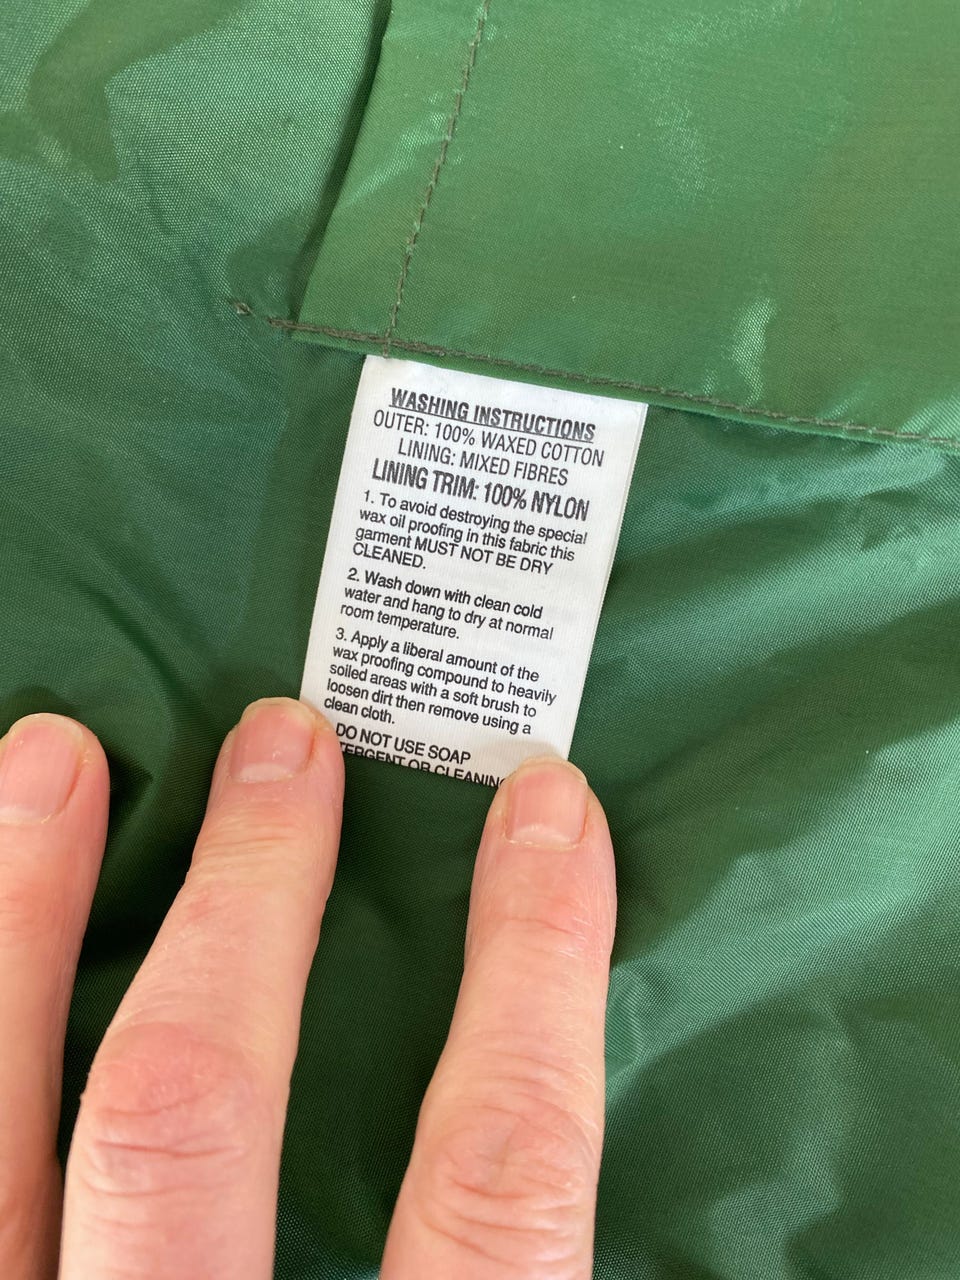 WASHING INSTRUCTIONS
OUTER: 100% WAXED COTTON
LINING: MIXED FIBRES
LINING TRIM: 100% NYLON
1. To avoid destroying the special
wax oil proofing in this fabric this
garment MUST NOT BE DRY
CLEANED.
2. Wash down with clean cold
water and hang to dry at normal
room temperature.
3. Apply a liberal amount of the
wax proofing compound to heavily
soiled areas with a soft brush to
loosen dirt then remove using a
clean cloth.
DO NOT USE SOAP
TERGENT OR CLEANING